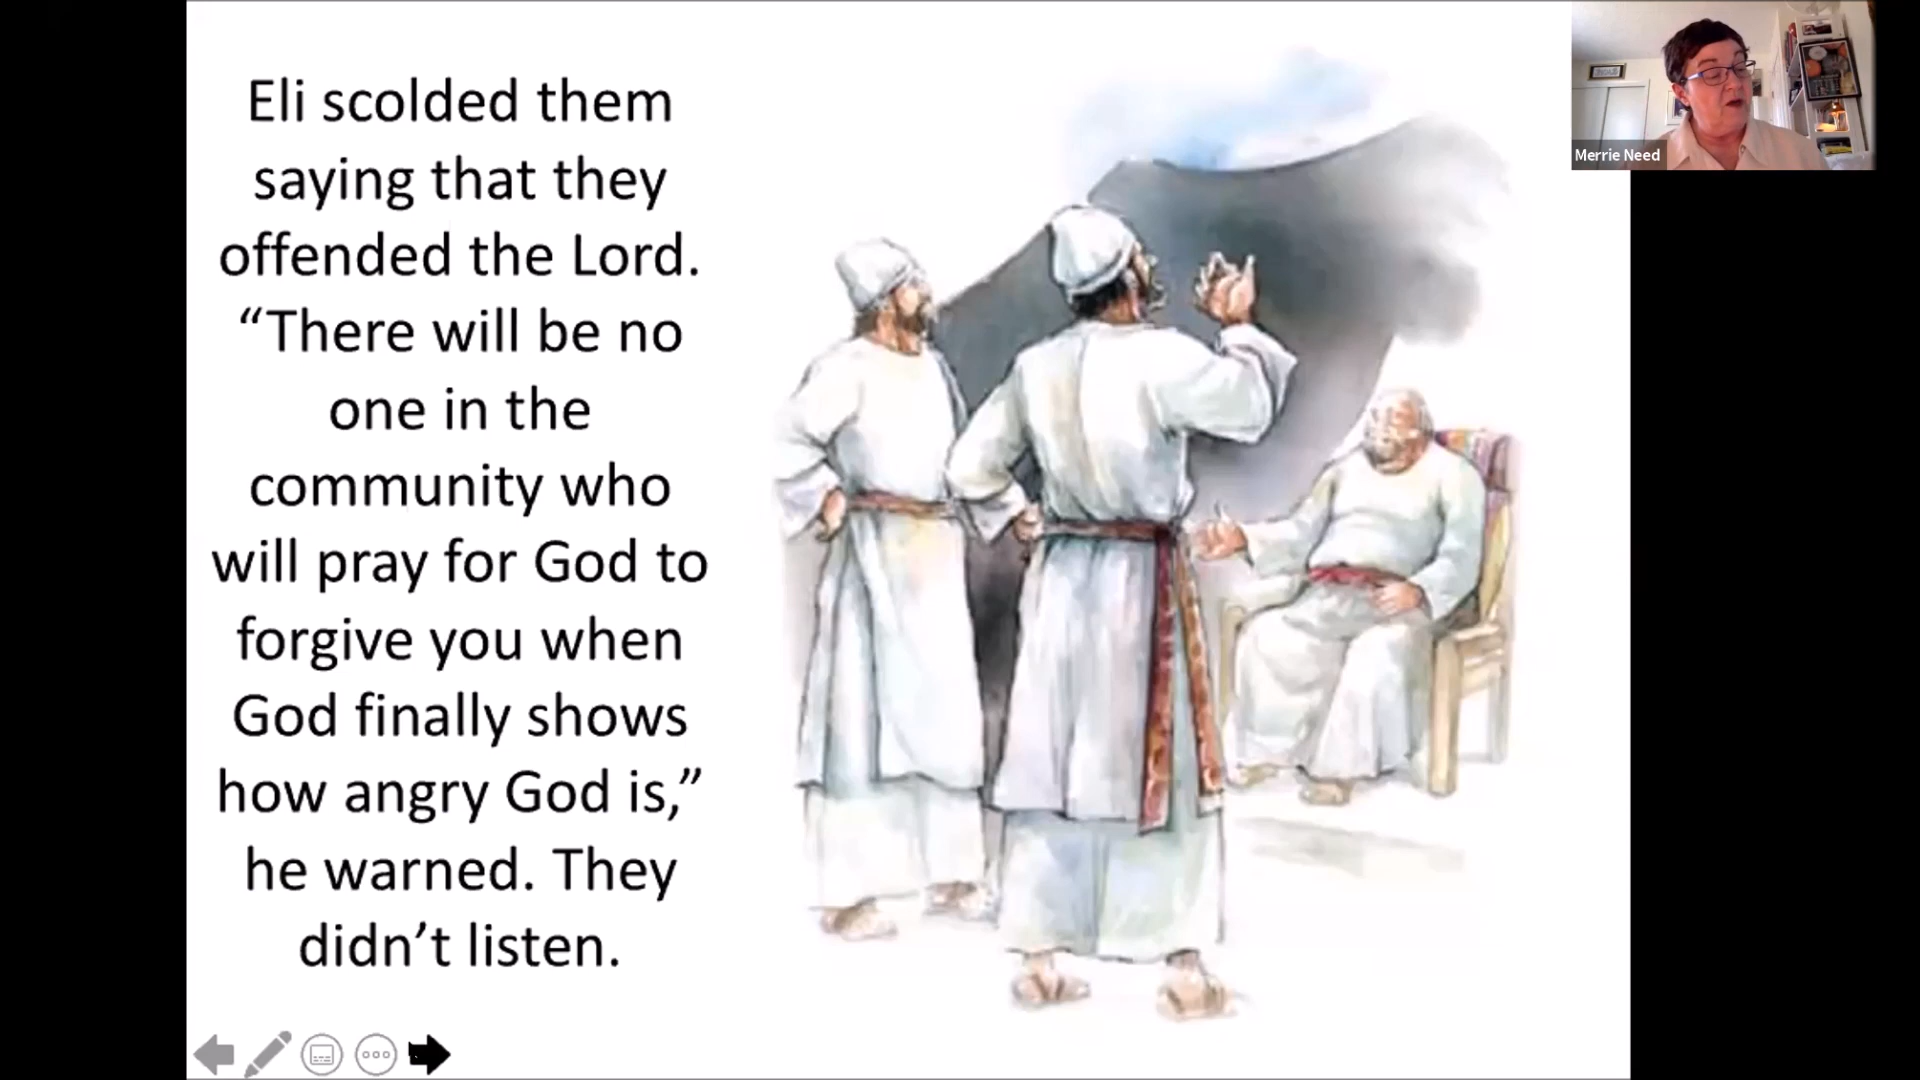 Eli scolded them
saying that they
offended the Lord.
“There will be no
one in the
community who
will pray for God to
forgive you when
God finally shows
how angry God is,”
he warned. They
didn’t listen.
Merrie Need